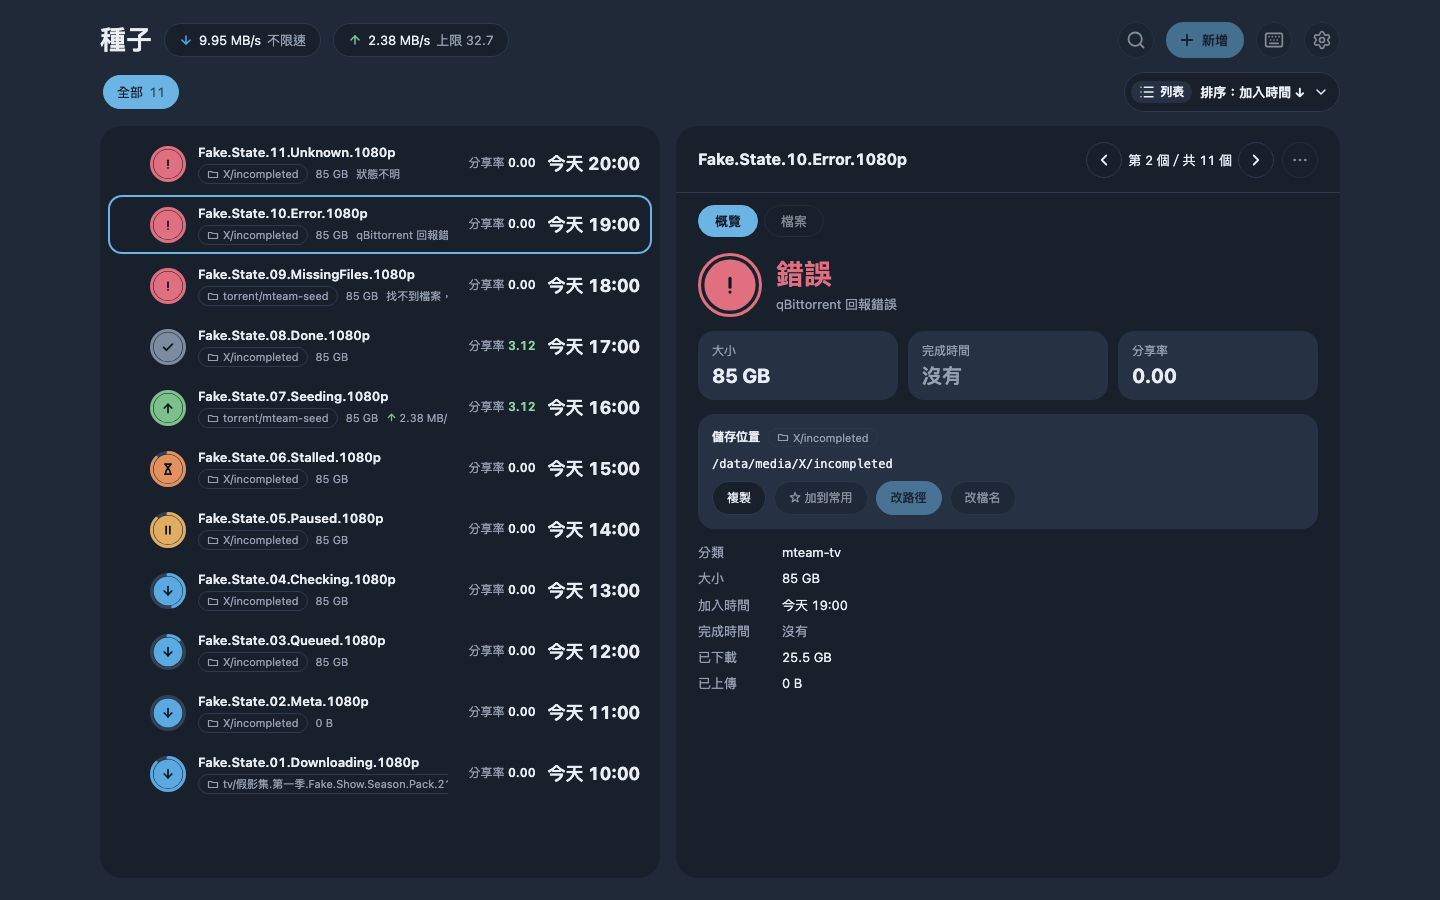 種子
9.95 MB/s 不限速
2.38 MB/s 上限 32.7
新增
全部 11
列表
排序：加入時間
Fake.State.11.Unknown.1080p
X/incompleted 85 GB 狀態不明
分享率 0.00 今天 20:00
Fake.State.10.Error.1080p
X/incompleted 85 GB qBittorrent 回報錯
分享率 0.00 今天 19:00
Fake.State.09.MissingFiles.1080p
torrent/mteam-seed 85 GB 找不到檔案，
分享率 0.00 今天 18:00
Fake.State.08.Done.1080p
X/incompleted 85 GB
分享率 3.12 今天 17:00
Fake.State.07.Seeding.1080p
torrent/mteam-seed 85 GB 2.38 MB/
分享率 3.12 今天 16:00
Fake.State.06.Stalled.1080p
X/incompleted 85 GB
分享率 0.00 今天 15:00
Fake.State.05.Paused.1080p
X/incompleted 85 GB
分享率 0.00 今天 14:00
Fake.State.04.Checking.1080p
X/incompleted 85 GB
分享率 0.00 今天 13:00
Fake.State.03.Queued.1080p
X/incompleted 85 GB
分享率 0.00 今天 12:00
Fake.State.02.Meta.1080p
X/incompleted 0 B
分享率 0.00 今天 11:00
Fake.State.01.Downloading.1080p
tv/假影集.第一季.Fake.Show.Season.Pack.2
分享率 0.00 今天 10:00
Fake.State.10.Error.1080p
第 2 個 / 共 11 個
概覽 檔案
錯誤
qBittorrent 回報錯誤
大小
85 GB
完成時間
沒有
分享率
0.00
儲存位置 X/incompleted
/data/media/X/incompleted
複製 加到常用 改路徑 改檔名
分類 mteam-tv
大小 85 GB
加入時間 今天 19:00
完成時間 沒有
已下載 25.5 GB
已上傳 0 B